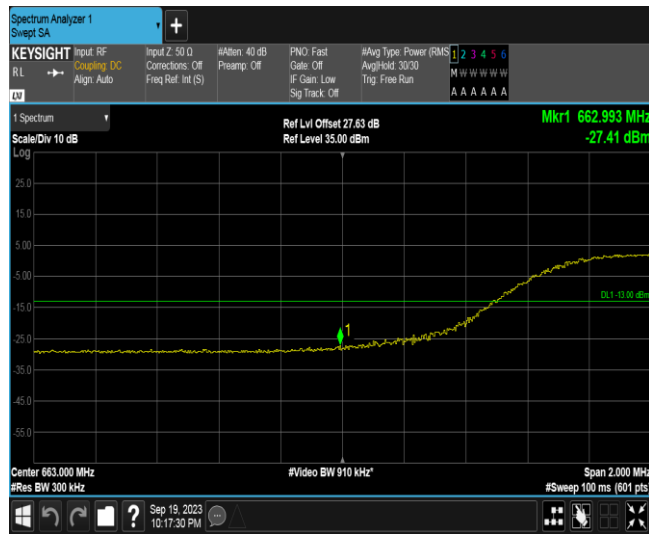 Spectrum Analyzer 1
Swept SA
+
KEYSIGHT
RL
LXI
Input: RF
Coupling: DC
Align: Auto
Input Z: 50 Ω
Corrections: Off
Freq Ref: Int (S)
#Atten: 40 dB
Preamp: Off
PNO: Fast
Gate: Off
IF Gain: Low
Sig Track: Off
#Avg Type: Power (RMS
Avg|Hold: 30/30
Trig: Free Run
1 2 3 4 5 6
M W W W W W
A A A A A A
1 Spectrum
Scale/Div 10 dB
Log
Ref Lvl Offset 27.63 dB
Ref Level 35.00 dBm
Mkr1 662.993 MHz
-27.41 dBm
25.0
15.0
5.00
-5.00
-15.0
-25.0
-35.0
-45.0
-55.0
1
DL1 -13.00 dBm
Center 663.000 MHz
#Res BW 300 kHz
#Video BW 910 kHz*
Span 2.000 MHz
#Sweep 100 ms (601 pts
?
Sep 19, 2023
10:17:30 PM